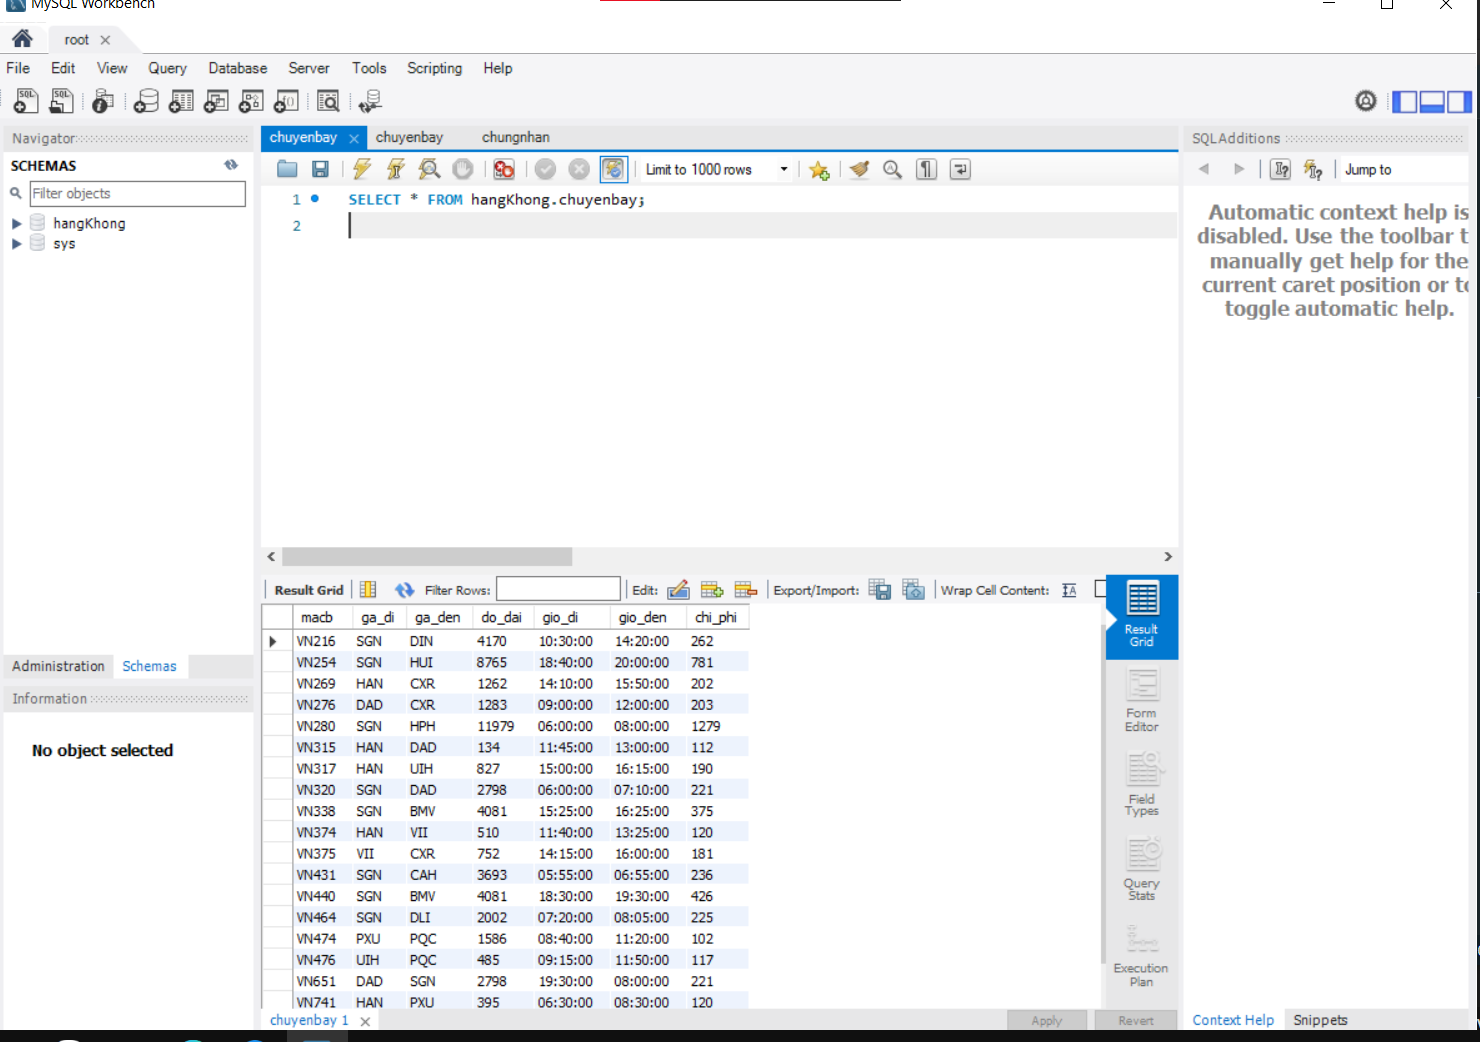 MySQL Workbench
root
File Edit View Query Database Server Tools Scripting Help
Navigator
SCHEMAS
Filter objects
hangKhong
sys
Administration Schemas
Information
No object selected
chuyenbay chuyenbay chungnhan
Limit to 1000 rows
1 SELECT * FROM hangKhong.chuyenbay;
2
Result Grid Filter Rows: Edit: Export/Import: Wrap Cell Content:
macb ga_di ga_den do_dai gio_di gio_den chi_phi
VN216 SGN DIN 4170 10:30:00 14:20:00 262
VN254 SGN HUI 8765 18:40:00 20:00:00 781
VN269 HAN CXR 1262 14:10:00 15:50:00 202
VN276 DAD CXR 1283 09:00:00 12:00:00 203
VN280 SGN HPH 11979 06:00:00 08:00:00 1279
VN315 HAN DAD 134 11:45:00 13:00:00 112
VN317 HAN UIH 827 15:00:00 16:15:00 190
VN320 SGN DAD 2798 06:00:00 07:10:00 221
VN338 SGN BMV 4081 15:25:00 16:25:00 375
VN374 HAN VII 510 11:40:00 13:25:00 120
VN375 VII CXR 752 14:15:00 16:00:00 181
VN431 SGN CAH 3693 05:55:00 06:55:00 236
VN440 SGN BMV 4081 18:30:00 19:30:00 426
VN464 SGN DLI 2002 07:20:00 08:05:00 225
VN474 PXU PQC 1586 08:40:00 11:20:00 102
VN476 UIH PQC 485 09:15:00 11:50:00 117
VN651 DAD SGN 2798 19:30:00 08:00:00 221
VN741 HAN PXU 395 06:30:00 08:30:00 120
chuyenbay 1
Apply Revert
Result
Grid
Form
Editor
Field
Types
Query
Stats
Execution
Plan
SQLAdditions
Jump to
Automatic context help is
disabled. Use the toolbar t
manually get help for the
current caret position or to
toggle automatic help.
Context Help Snippets